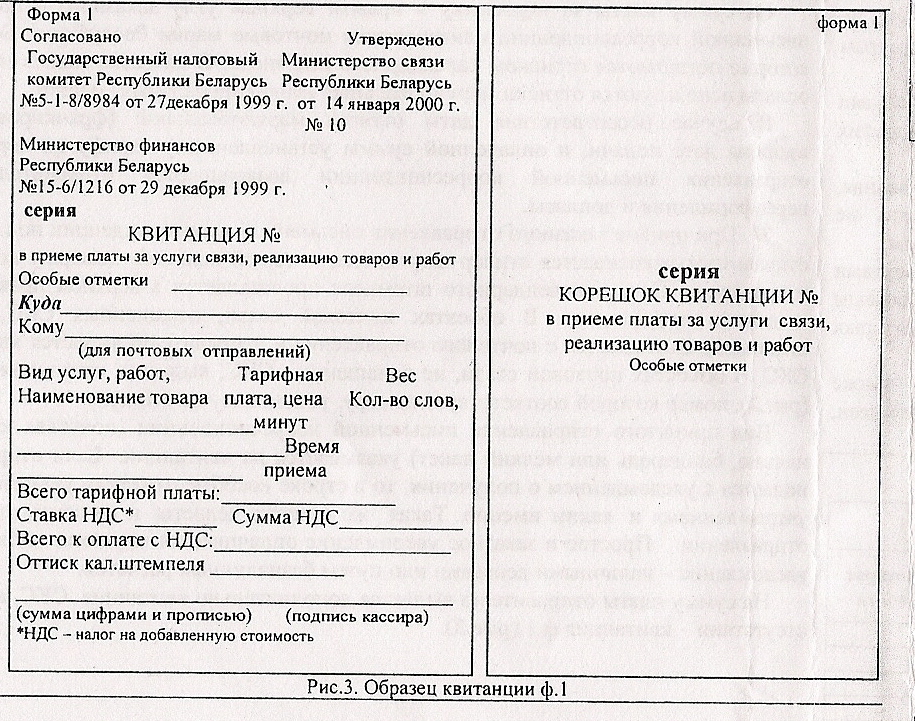 Форма 1
Согласовано Утверждено
Государственный налоговый Министерство связи
комитет Республики Беларусь Республики Беларусь
№5-1-8/8984 от 27декабря 1999 г. от 14 января 2000 г.
№ 10
Министерство финансов
Республики Беларусь
№15-6/1216 от 29 декабря 1999 г.
серия
КВИТАНЦИЯ №
в приеме платы за услуги связи, реализацию товаров и работ
Особые отметки
Куда
Кому
(для почтовых отправлений)
Вид услуг, работ, Тарифная Вес
Наименование товара плата, цена Кол-во слов,
минут
Время
приема
Всего тарифной платы:
Ставка НДС* Сумма НДС
Всего к оплате с НДС:
Оттиск кал.штемпеля
(сумма цифрами и прописью) (подпись кассира)
*НДС – налог на добавленную стоимость
форма 1
серия
КОРЕШОК КВИТАНЦИИ №
в приеме платы за услуги связи,
реализацию товаров и работ
Особые отметки
Рис.3. Образец квитанции ф.1